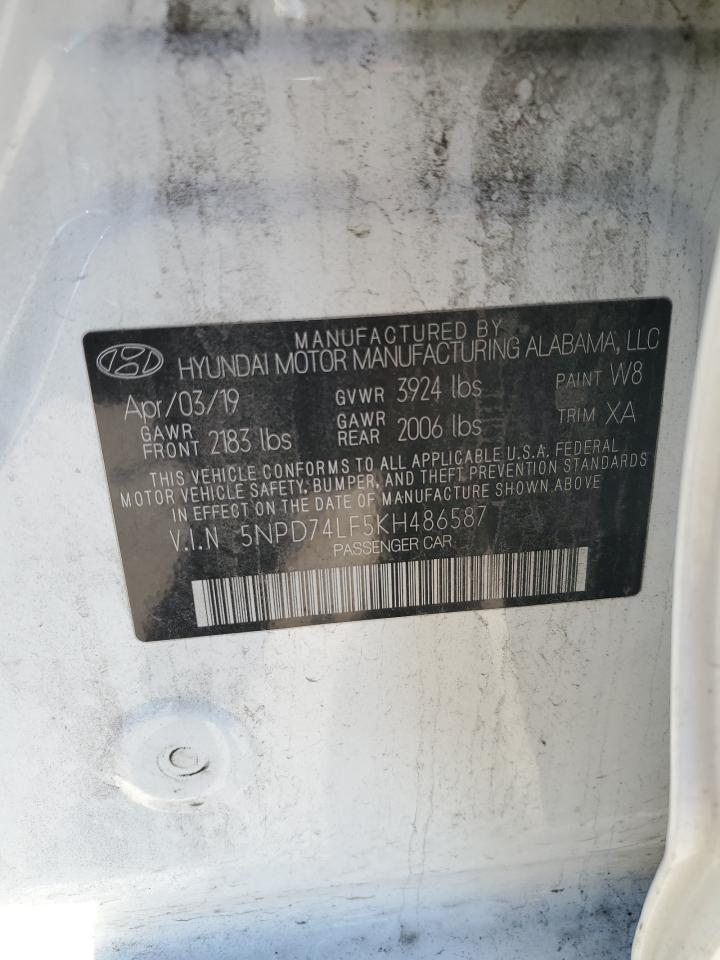 MANUFACTURED BY
HYUNDAI MOTOR MANUFACTURING ALABAMA, LLC
Apr/03/19 GVWR 3924 lbs PAINT W8
GAWR FRONT 2183 lbs GAWR REAR 2006 lbs TRIM XA
THIS VEHICLE CONFORMS TO ALL APPLICABLE U.S.A. FEDERAL
MOTOR VEHICLE SAFETY, BUMPER, AND THEFT PREVENTION STANDARDS
IN EFFECT ON THE DATE OF MANUFACTURE SHOWN ABOVE
V.I.N 5NPD74LF5KH486587
PASSENGER CAR